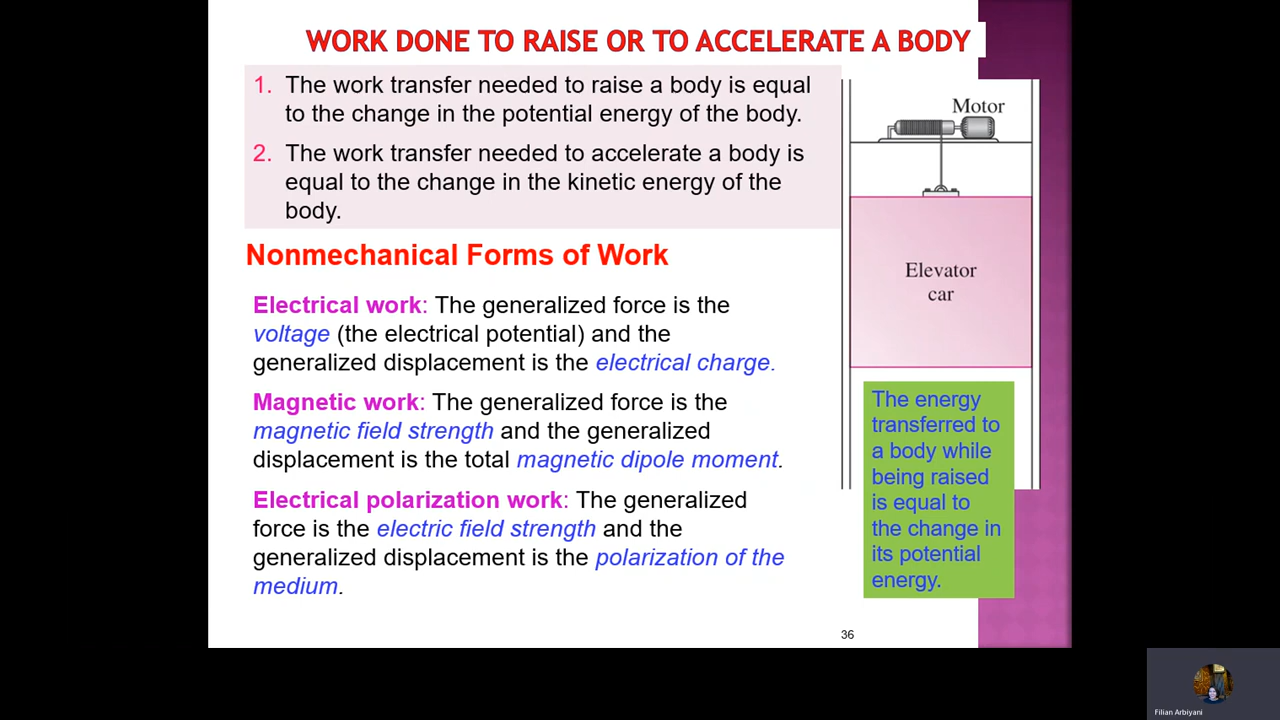 WORK DONE TO RAISE OR TO ACCELERATE A BODY
1. The work transfer needed to raise a body is equal
to the change in the potential energy of the body.
2. The work transfer needed to accelerate a body is
equal to the change in the kinetic energy of the
body.
Nonmechanical Forms of Work
Electrical work: The generalized force is the
voltage (the electrical potential) and the
generalized displacement is the electrical charge.
Magnetic work: The generalized force is the
magnetic field strength and the generalized
displacement is the total magnetic dipole moment.
Electrical polarization work: The generalized
force is the electric field strength and the
generalized displacement is the polarization of the
medium.
Motor
Elevator
car
The energy
transferred to
a body while
being raised
is equal to
the change in
its potential
energy.
36
Filian Arbiyani